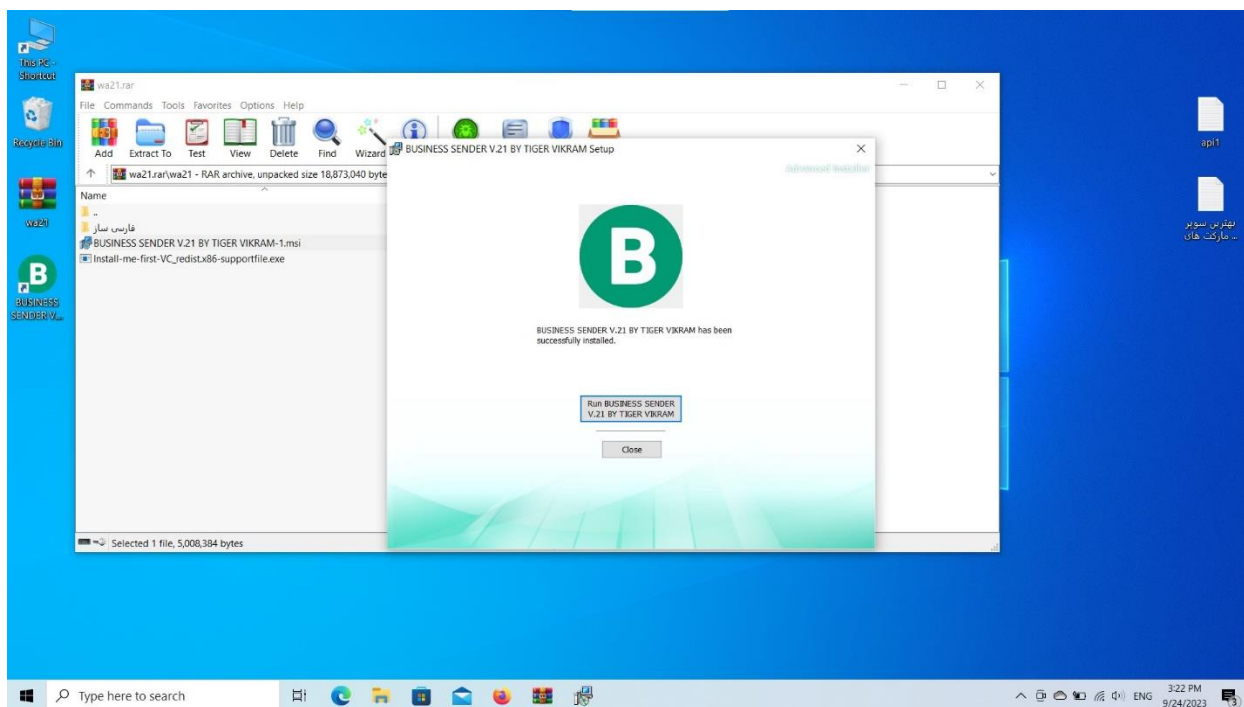 This PC -
Shortcut
Recycle Bin
wa21
B
BUSINESS
SENDER V...
wa21.rar
File Commands Tools Favorites Options Help
Add Extract To Test View Delete Find Wizard
wa21.rar\wa21 - RAR archive, unpacked size 18,873,040 byte
Name
..
فارسی ساز
BUSINESS SENDER V.21 BY TIGER VIKRAM-1.msi
Install-me-first-VC_redist.x86-supportfile.exe
Selected 1 file, 5,008,384 bytes
BUSINESS SENDER V.21 BY TIGER VIKRAM Setup
Advanced Installer
B
BUSINESS SENDER V.21 BY TIGER VIKRAM has been
successfully installed.
Run BUSINESS SENDER
V.21 BY TIGER VIKRAM
Close
api1
بهترین سوپر
مارکت های ...
Type here to search
ENG
3:22 PM
9/24/2023
3